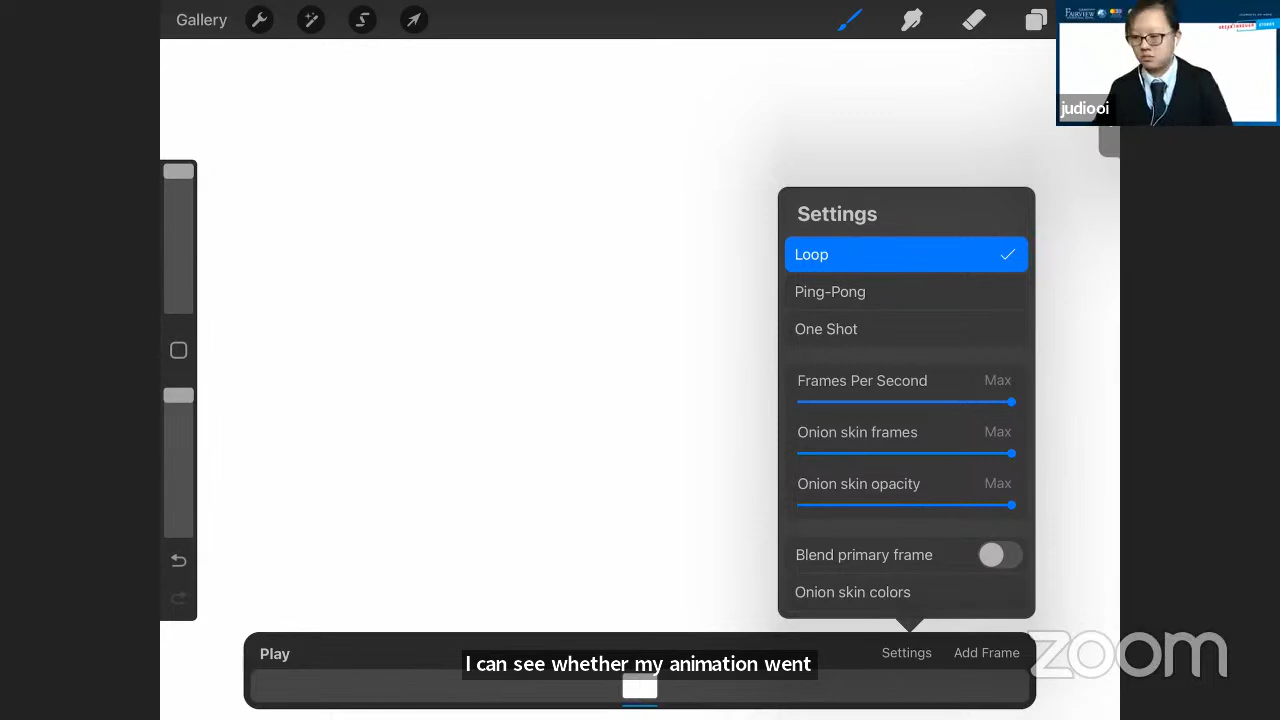 Gallery
FAIRVIEW
judiooi
Settings
Loop
Ping-Pong
One Shot
Frames Per Second Max
Onion skin frames Max
Onion skin opacity Max
Blend primary frame
Onion skin colors
Play
Settings
Add Frame
I can see whether my animation went
zoom